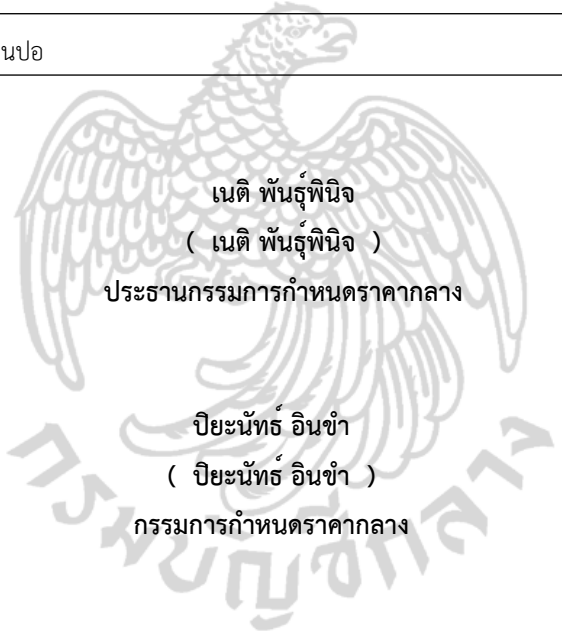 นปอ
เนติ พันธุ์พินิจ
( เนติ พันธุ์พินิจ )
ประธานกรรมการกำหนดราคากลาง
ปิยะนัทธ์ อินขำ
( ปิยะนัทธ์ อินขำ )
กรรมการกำหนดราคากลาง
กรมบัญชีกลาง